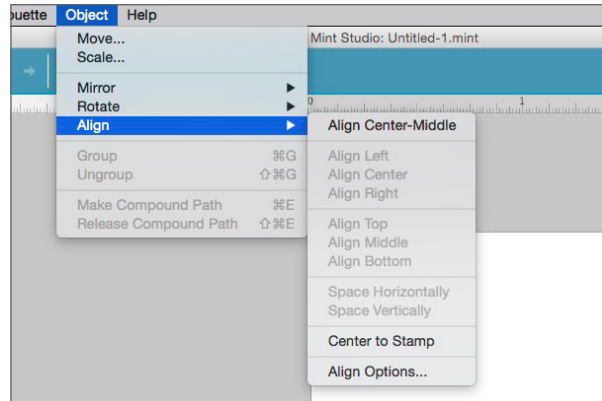 Object Help
Move...
Mint Studio: Untitled-1.mint
Scale...
Mirror
Rotate
0 1
Align
Align Center-Middle
Group ⌘G
Align Left
Ungroup ⇧⌘G
Align Center
Align Right
Make Compound Path ⌘E
Release Compound Path ⇧⌘E
Align Top
Align Middle
Align Bottom
Space Horizontally
Space Vertically
Center to Stamp
Align Options...